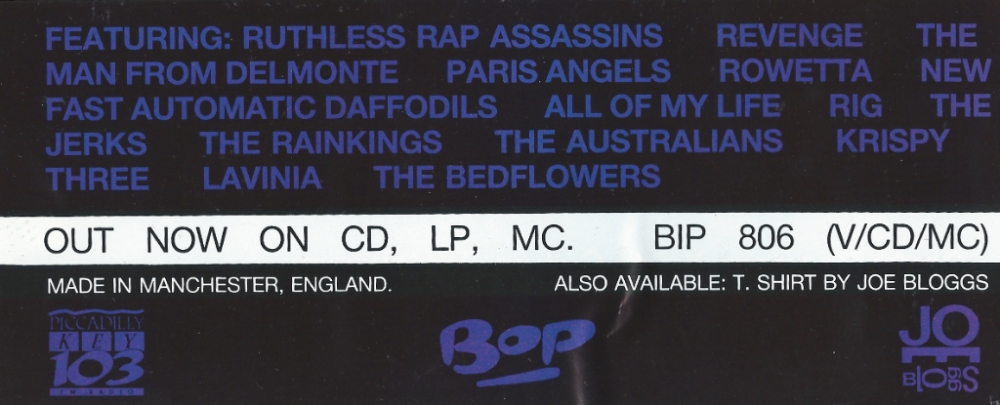 FEATURING: RUTHLESS RAP ASSASSINS REVENGE THE
MAN FROM DELMONTE PARIS ANGELS ROWETTA NEW
FAST AUTOMATIC DAFFODILS ALL OF MY LIFE RIG THE
JERKS THE RAINKINGS THE AUSTRALIANS KRISPY
THREE LAVINIA THE BEDFLOWERS
OUT NOW ON CD, LP, MC. BIP 806 (V/CD/MC)
MADE IN MANCHESTER, ENGLAND. ALSO AVAILABLE: T. SHIRT BY JOE BLOGGS
PICCADILLY
KEY
103
FM RADIO
Bop
JOE
BLOGGS